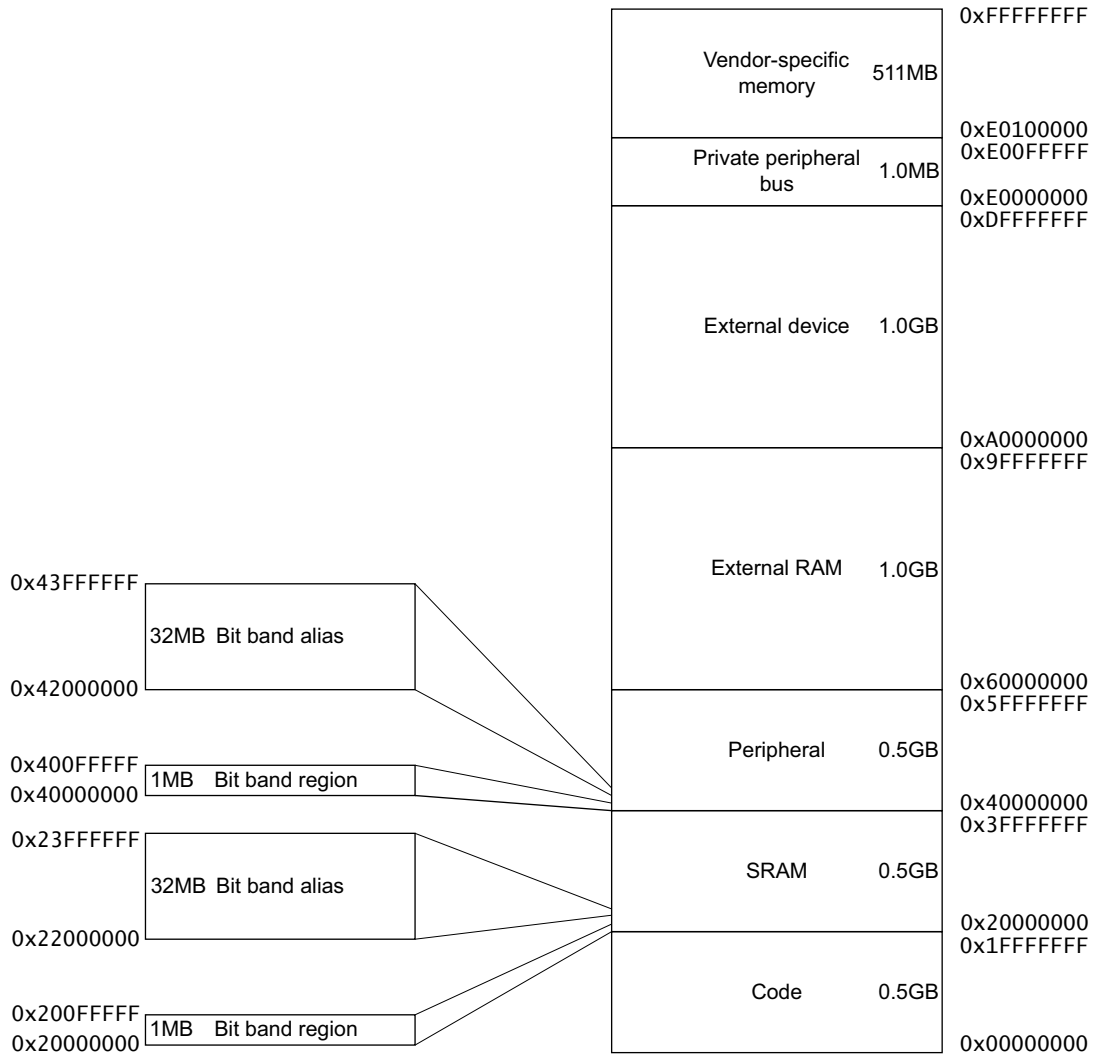 0xFFFFFFFF
Vendor-specific
memory
511MB
0xE0100000
0xE00FFFFF
Private peripheral
bus
1.0MB
0xE0000000
0xDFFFFFFF
External device 1.0GB
0xA0000000
0x9FFFFFFF
External RAM 1.0GB
0x60000000
0x5FFFFFFF
Peripheral 0.5GB
0x40000000
0x3FFFFFFF
SRAM 0.5GB
0x20000000
0x1FFFFFFF
Code 0.5GB
0x00000000
0x43FFFFFF
32MB Bit band alias
0x42000000
0x400FFFFF
1MB Bit band region
0x40000000
0x23FFFFFF
32MB Bit band alias
0x22000000
0x200FFFFF
1MB Bit band region
0x20000000